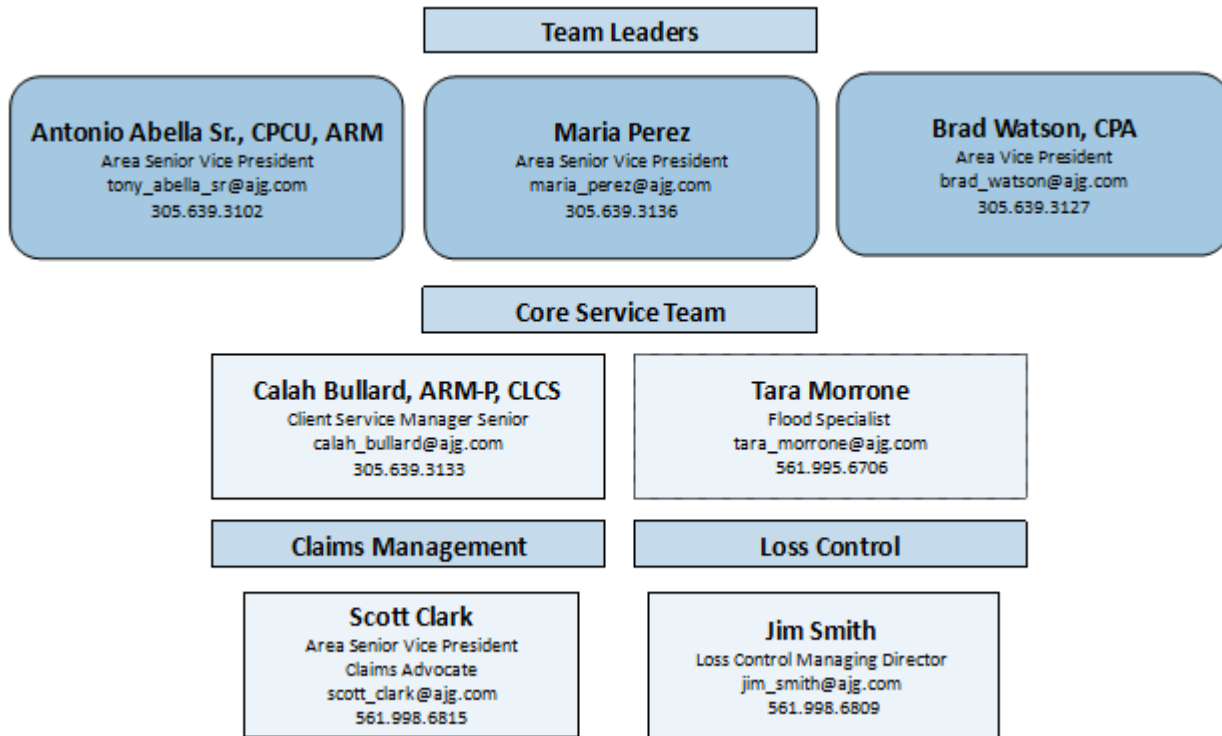 Team Leaders
Antonio Abella Sr., CPCU, ARM
Area Senior Vice President
tony_abella_sr@ajg.com
305.639.3102
Maria Perez
Area Senior Vice President
maria_perez@ajg.com
305.639.3136
Brad Watson, CPA
Area Vice President
brad_watson@ajg.com
305.639.3127
Core Service Team
Calah Bullard, ARM-P, CLCS
Client Service Manager Senior
calah_bullard@ajg.com
305.639.3133
Tara Morrone
Flood Specialist
tara_morrone@ajg.com
561.995.6706
Claims Management
Scott Clark
Area Senior Vice President
Claims Advocate
scott_clark@ajg.com
561.998.6815
Loss Control
Jim Smith
Loss Control Managing Director
jim_smith@ajg.com
561.998.6809